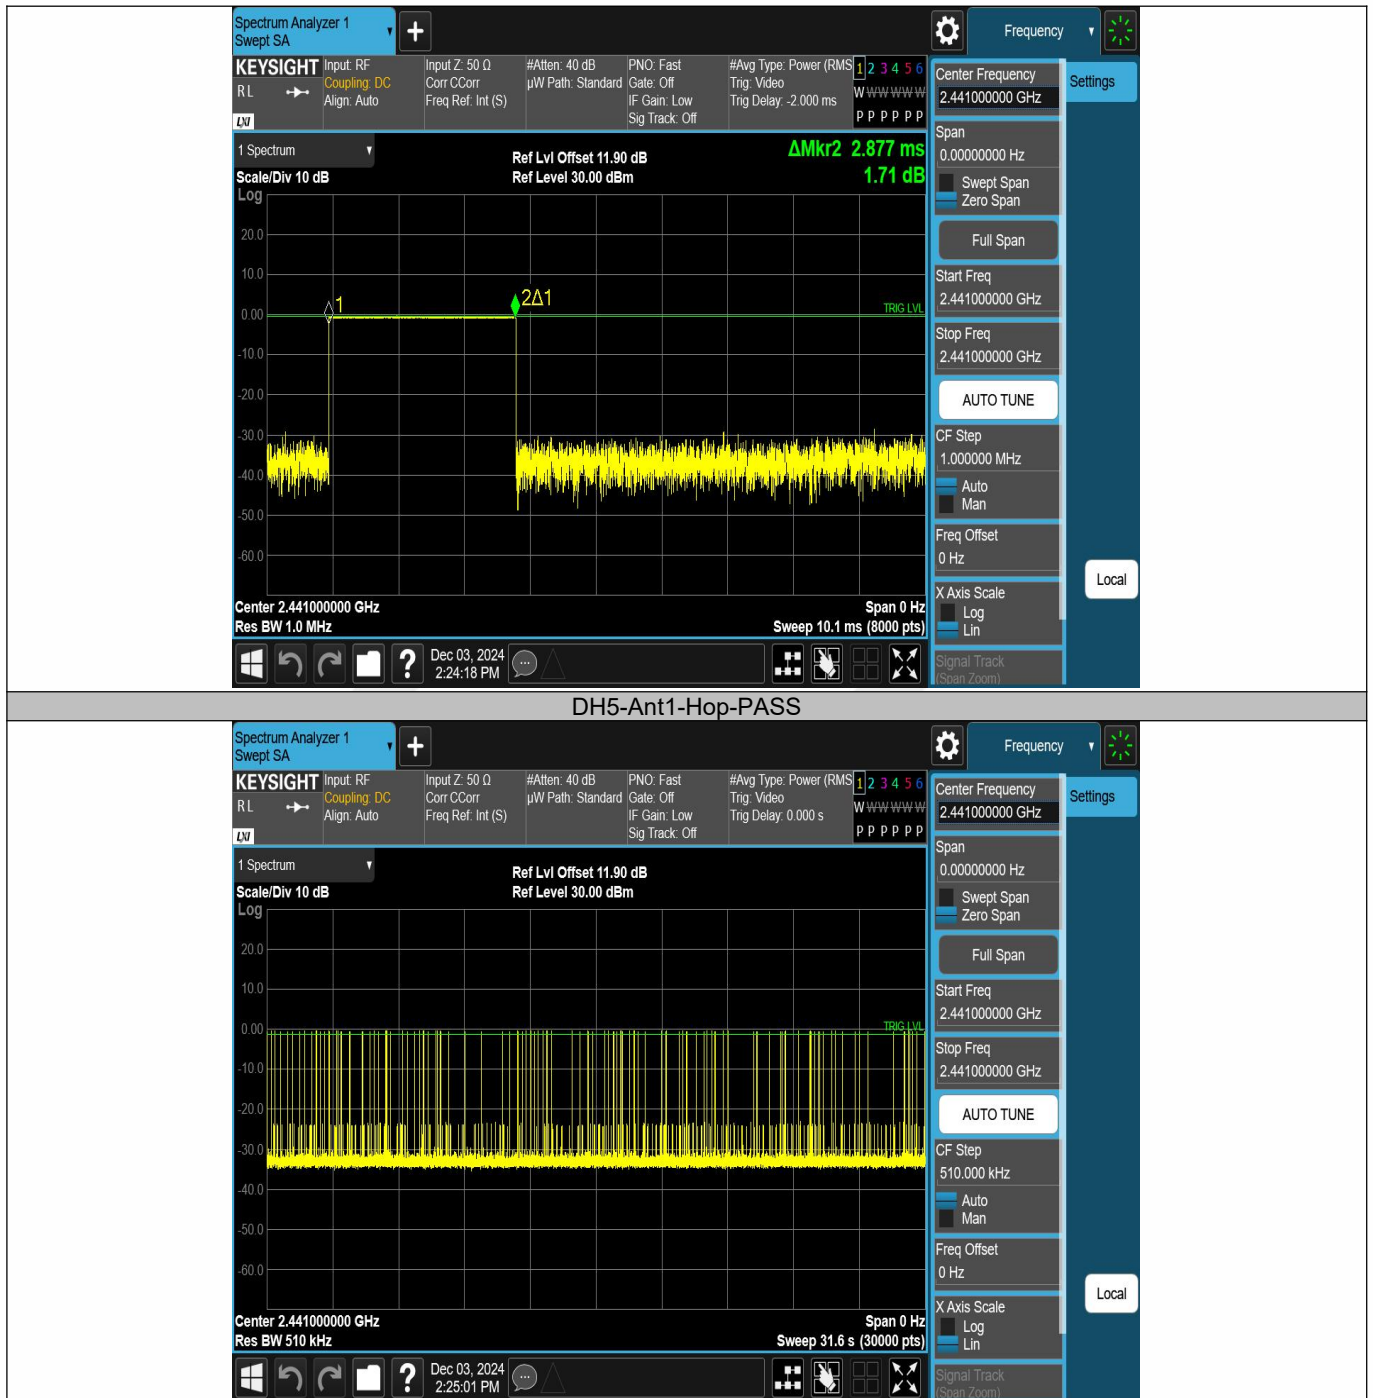 Spectrum Analyzer 1
Swept SA
Frequency
KEYSIGHT
RL
LXI
Input: RF
Coupling: DC
Align: Auto
Input Z: 50 Ω
Corr CCorr
Freq Ref: Int (S)
#Atten: 40 dB
µW Path: Standard
PNO: Fast
Gate: Off
IF Gain: Low
Sig Track: Off
#Avg Type: Power (RMS
Trig: Video
Trig Delay: -2.000 ms
1 2 3 4 5 6
W W W W W W
P P P P P P
Center Frequency
2.441000000 GHz
Settings
1 Spectrum
Scale/Div 10 dB
Ref Lvl Offset 11.90 dB
Ref Level 30.00 dBm
ΔMkr2 2.877 ms
1.71 dB
Span
0.00000000 Hz
Swept Span
Zero Span
Full Span
Start Freq
2.441000000 GHz
Stop Freq
2.441000000 GHz
AUTO TUNE
CF Step
1.000000 MHz
Auto
Man
Freq Offset
0 Hz
X Axis Scale
Log
Lin
Signal Track
(Span Zoom)
Local
Log
20.0
10.0
0.00
-10.0
-20.0
-30.0
-40.0
-50.0
-60.0
1
2Δ1
TRIG LVL
Center 2.441000000 GHz
Res BW 1.0 MHz
Span 0 Hz
Sweep 10.1 ms (8000 pts)
Dec 03, 2024
2:24:18 PM
DH5-Ant1-Hop-PASS
Spectrum Analyzer 1
Swept SA
Frequency
KEYSIGHT
RL
LXI
Input: RF
Coupling: DC
Align: Auto
Input Z: 50 Ω
Corr CCorr
Freq Ref: Int (S)
#Atten: 40 dB
µW Path: Standard
PNO: Fast
Gate: Off
IF Gain: Low
Sig Track: Off
#Avg Type: Power (RMS
Trig: Video
Trig Delay: 0.000 s
1 2 3 4 5 6
W W W W W W
P P P P P P
Center Frequency
2.441000000 GHz
Settings
1 Spectrum
Scale/Div 10 dB
Ref Lvl Offset 11.90 dB
Ref Level 30.00 dBm
Span
0.00000000 Hz
Swept Span
Zero Span
Full Span
Start Freq
2.441000000 GHz
Stop Freq
2.441000000 GHz
AUTO TUNE
CF Step
510.000 kHz
Auto
Man
Freq Offset
0 Hz
X Axis Scale
Log
Lin
Signal Track
(Span Zoom)
Local
Log
20.0
10.0
0.00
-10.0
-20.0
-30.0
-40.0
-50.0
-60.0
TRIG LVL
Center 2.441000000 GHz
Res BW 510 kHz
Span 0 Hz
Sweep 31.6 s (30000 pts)
Dec 03, 2024
2:25:01 PM